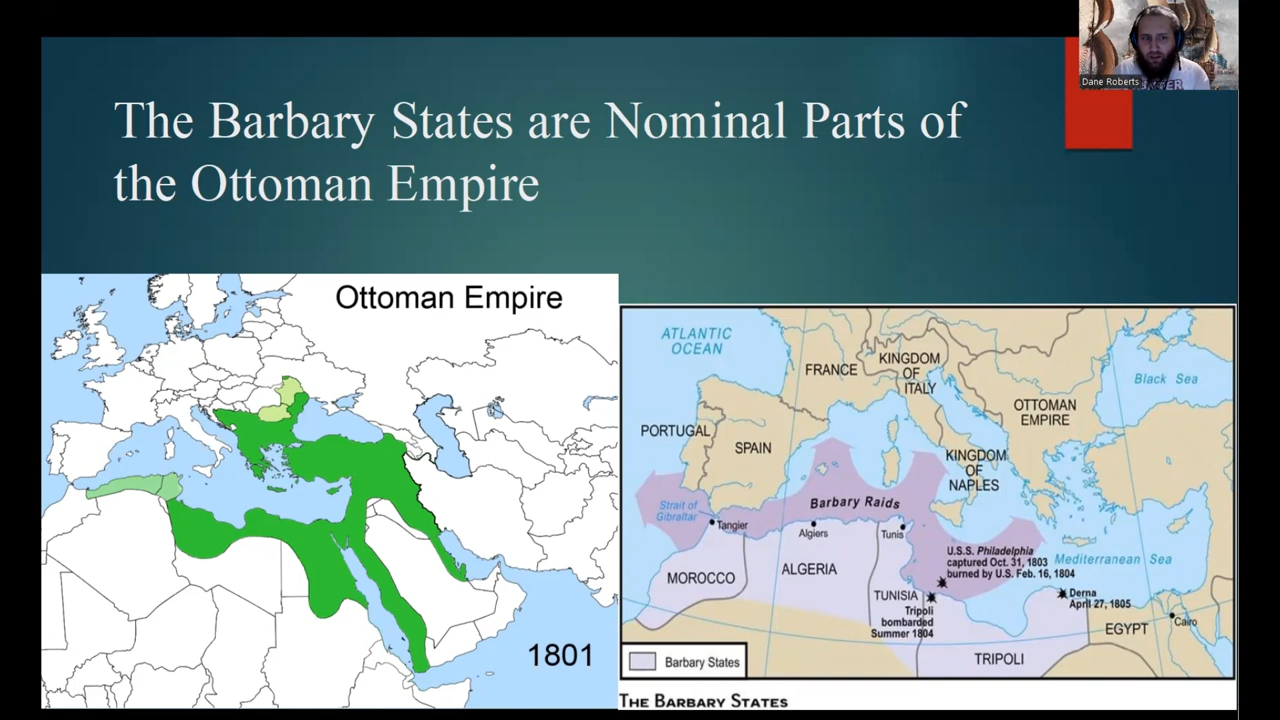 Dane Roberts
The Barbary States are Nominal Parts of
the Ottoman Empire
Ottoman Empire
1801
ATLANTIC
OCEAN
FRANCE
KINGDOM
OF
ITALY
Black Sea
OTTOMAN
EMPIRE
PORTUGAL
SPAIN
KINGDOM
OF
NAPLES
Barbary Raids
Strait of
Gibraltar
Tangier
Algiers
Tunis
U.S.S. Philadelphia
captured Oct. 31, 1803
burned by U.S. Feb. 16, 1804
Mediterranean Sea
MOROCCO
ALGERIA
TUNISIA
Tripoli
bombarded
Summer 1804
Derna
April 27, 1805
EGYPT
Cairo
TRIPOLI
Barbary States
THE BARBARY STATES